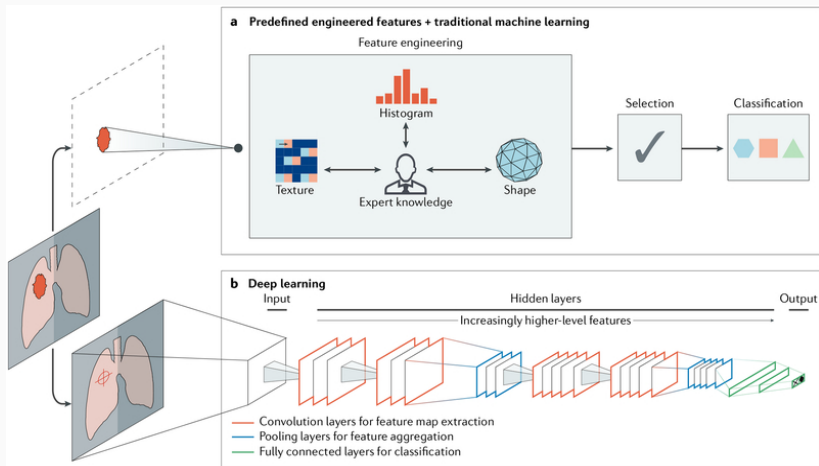 a Predefined engineered features + traditional machine learning
Feature engineering
Histogram
Texture
Expert knowledge
Shape
Selection
Classification
b Deep learning
Input
Hidden layers
Output
Increasingly higher-level features
Convolution layers for feature map extraction
Pooling layers for feature aggregation
Fully connected layers for classification